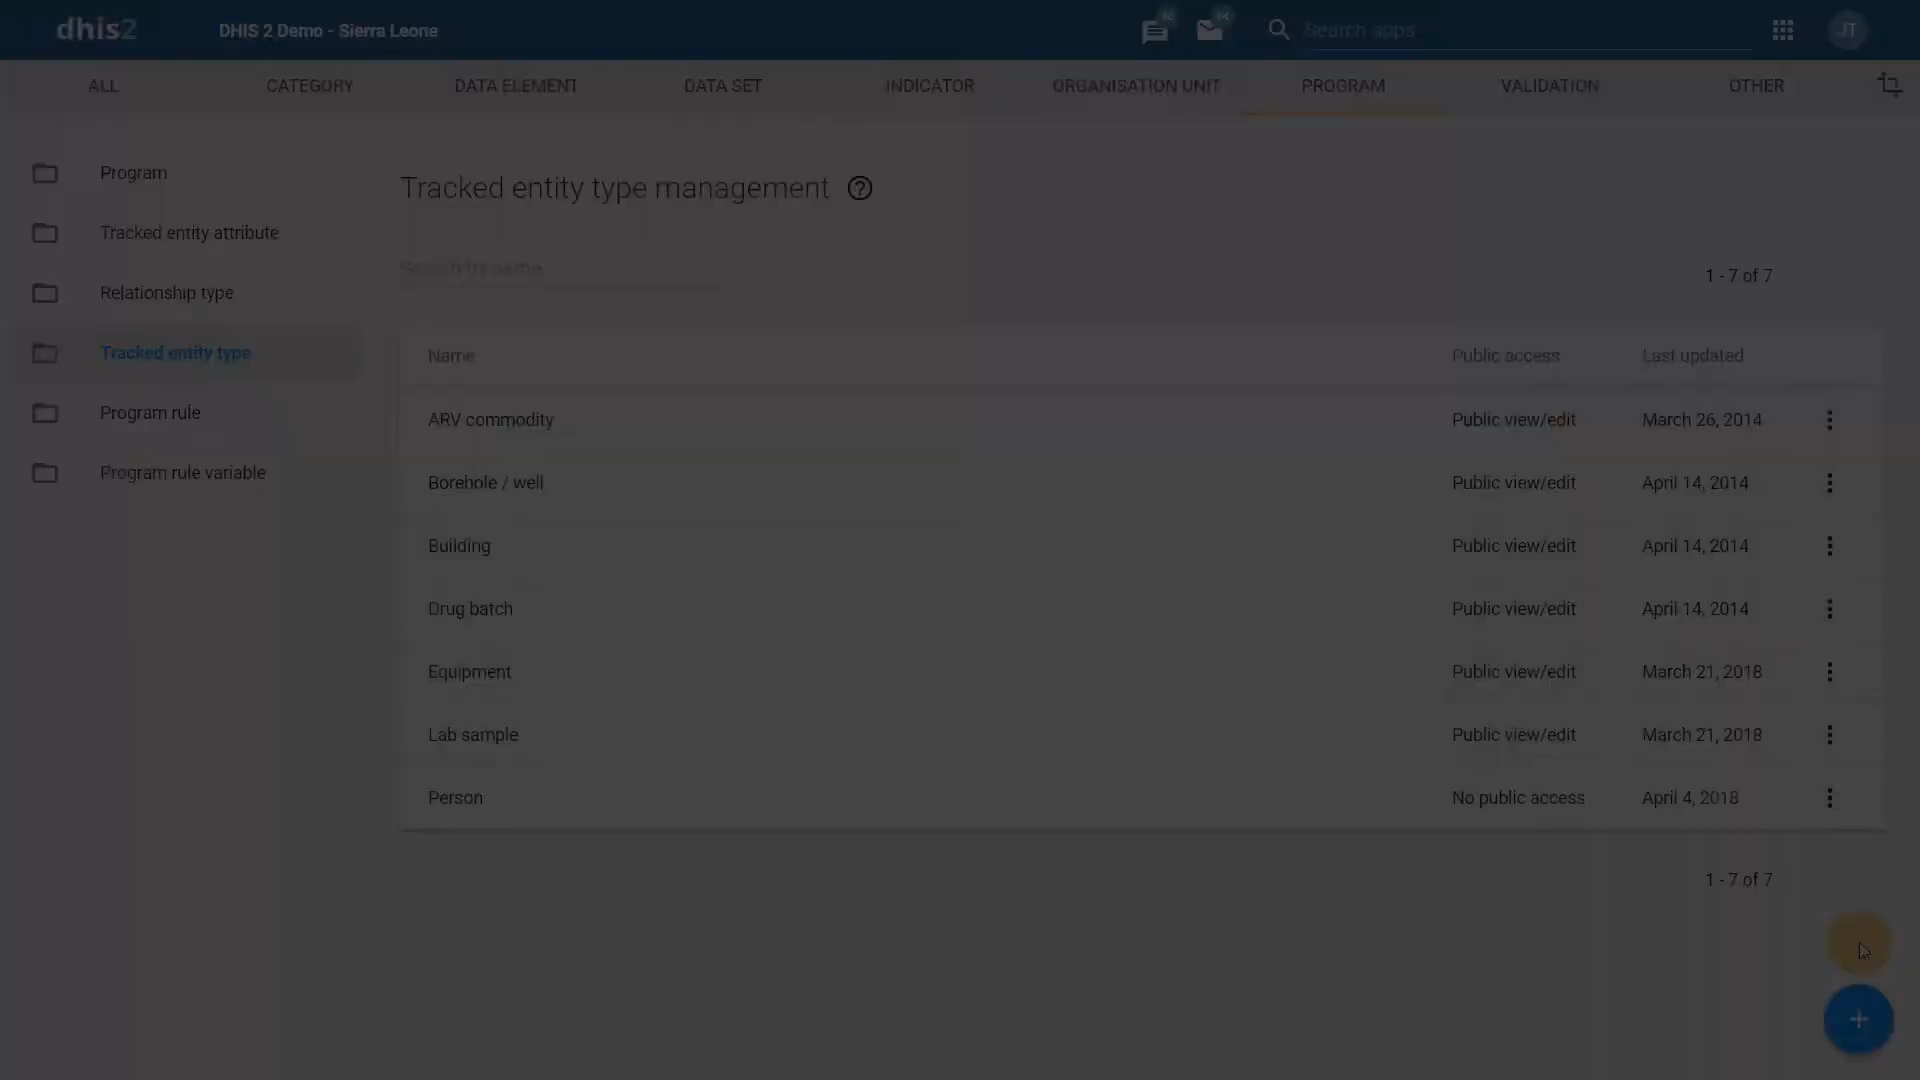 dhis2
DHIS 2 Demo - Sierra Leone
Search apps
JT
ALL
CATEGORY
DATA ELEMENT
DATA SET
INDICATOR
ORGANISATION UNIT
PROGRAM
VALIDATION
OTHER
Program
Tracked entity attribute
Relationship type
Tracked entity type
Program rule
Program rule variable
Tracked entity type management
Search by name
1 - 7 of 7
Name Public access Last updated
ARV commodity Public view/edit March 26, 2014
Borehole / well Public view/edit April 14, 2014
Building Public view/edit April 14, 2014
Drug batch Public view/edit April 14, 2014
Equipment Public view/edit March 21, 2018
Lab sample Public view/edit March 21, 2018
Person No public access April 4, 2018
1 - 7 of 7